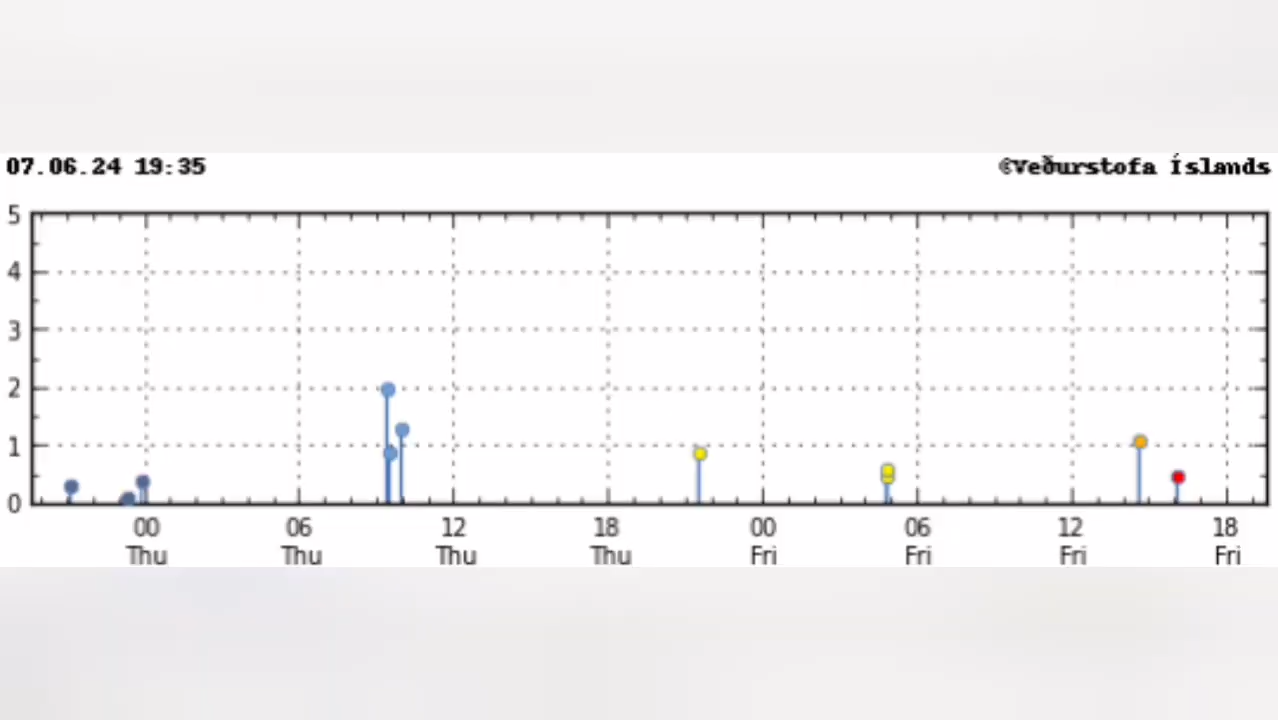 07.06.24 19:35 ©Veðurstofa Íslands
5
4
3
2
1
0
00 06 12 18 00 06 12 18
Thu Thu Thu Thu Fri Fri Fri Fri